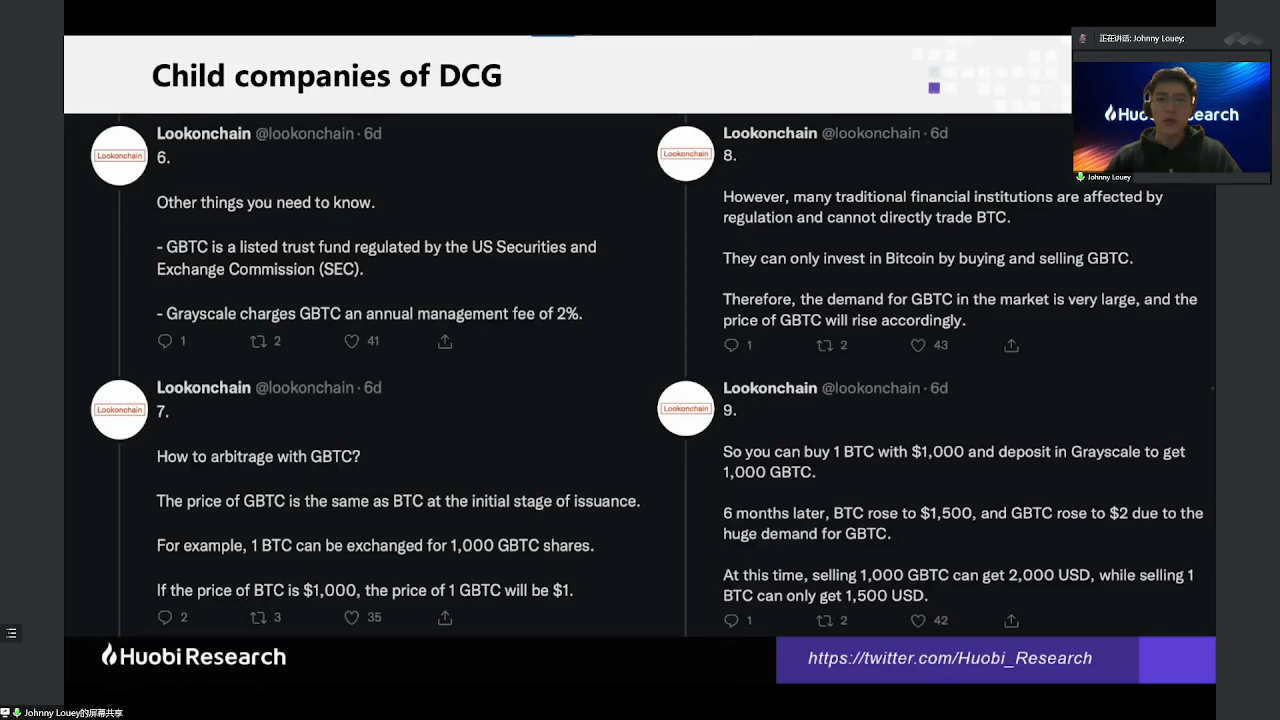 Child companies of DCG
正在讲话: Johnny Louey:
Huobi Research
Johnny Louey
Lookonchain
Lookonchain @lookonchain · 6d
6.
Other things you need to know.
- GBTC is a listed trust fund regulated by the US Securities and
Exchange Commission (SEC).
- Grayscale charges GBTC an annual management fee of 2%.
1 2 41
Lookonchain
Lookonchain @lookonchain · 6d
7.
How to arbitrage with GBTC?
The price of GBTC is the same as BTC at the initial stage of issuance.
For example, 1 BTC can be exchanged for 1,000 GBTC shares.
If the price of BTC is $1,000, the price of 1 GBTC will be $1.
2 3 35
Lookonchain
Lookonchain @lookonchain · 6d
8.
However, many traditional financial institutions are affected by
regulation and cannot directly trade BTC.
They can only invest in Bitcoin by buying and selling GBTC.
Therefore, the demand for GBTC in the market is very large, and the
price of GBTC will rise accordingly.
1 2 43
Lookonchain
Lookonchain @lookonchain · 6d
9.
So you can buy 1 BTC with $1,000 and deposit in Grayscale to get
1,000 GBTC.
6 months later, BTC rose to $1,500, and GBTC rose to $2 due to the
huge demand for GBTC.
At this time, selling 1,000 GBTC can get 2,000 USD, while selling 1
BTC can only get 1,500 USD.
1 2 42
Huobi Research
https://twitter.com/Huobi_Research
Johnny Louey的屏幕共享